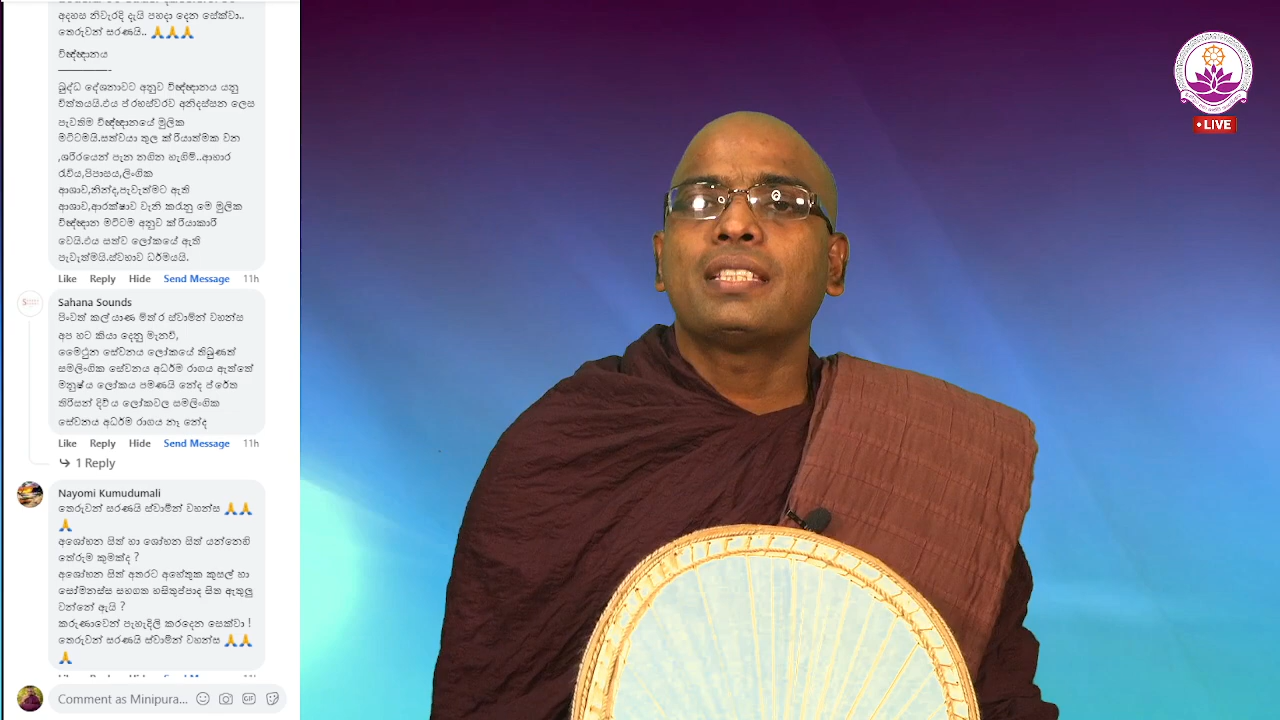 අදහස නිවැරදි දැයි පහදා දෙන සේක්වා..
තෙරුවන් සරණයි.. 🙏🙏🙏
විඤ්ඤානය
————-
බුද්ධ දේශනාවට අනුව විඤ්ඤානය යනු
චිත්තයයි.එය ප්‍රභස්වරව අනිදස්සන ලෙස
පැවතිම විඤ්ඤානයේ මුලික
මට්ටමයි.සත්වයා තුල ක්‍රියාත්මක වන
,ශරීරයෙන් පැන නගින හැගිම්..ආහාර
රැචිය,පිපාසය,ලිංගික
ආශාව,නින්ද,පැවැත්මට ඇති
ආශාව,ආරක්ෂාව වැනි කරැනු මෙ මුලික
විඤ්ඤාන මට්ටම අනුව ක්‍රියාකාරී
වෙයි.එය සත්ව ලෝකයේ ඇති
පැවැත්මයි.ස්වභාව ධර්මයයි.
Like Reply Hide Send Message 11h
Sahana Sounds
පිංවත් කල්‍යාණ මිත්‍ර ස්වාමින් වහන්ස
අප හට කියා දෙනු මැනවි,
මෛථුන සේවනය ලෝකයේ තිබුණත්
සමලිංගික සේවනය අධර්ම රාගය ඇත්තේ
මනුෂ්‍ය ලෝකය පමණයි නේද ප්‍රේත
තිරිසන් දිව්‍ය ලෝකවල සමලිංගික
සේවනය අධර්ම රාගය නෑ නේද
Like Reply Hide Send Message 11h
1 Reply
Nayomi Kumudumali
තෙරුවන් සරණයි ස්වාමීන් වහන්ස 🙏🙏
🙏
අශෝභන සිත් හා ශෝභන සිත් යන්නෙහි
තේරුම කුමක්ද ?
අශෝභන සිත් අතරට අහේතුක කුසල් හා
සෝමනස්ස සහගත හසිතුප්පාද සිත ඇතුලු
වන්නේ ඇයි ?
කරුණාවෙන් පැහැදිලි කරදෙන සෙක්වා !
තෙරුවන් සරණයි ස්වාමීන් වහන්ස 🙏🙏
🙏
Comment as Minipura...
GIF
• LIVE